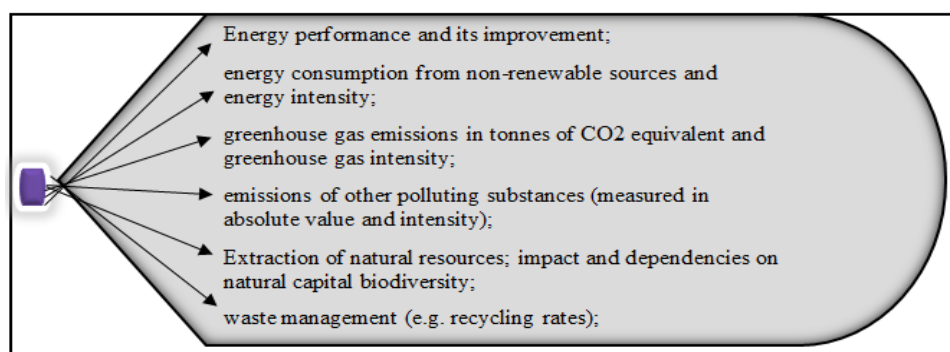 Energy performance and its improvement;
energy consumption from non-renewable sources and
energy intensity;
greenhouse gas emissions in tonnes of CO2 equivalent and
greenhouse gas intensity;
emissions of other polluting substances (measured in
absolute value and intensity);
Extraction of natural resources; impact and dependencies on
natural capital biodiversity;
waste management (e.g. recycling rates);